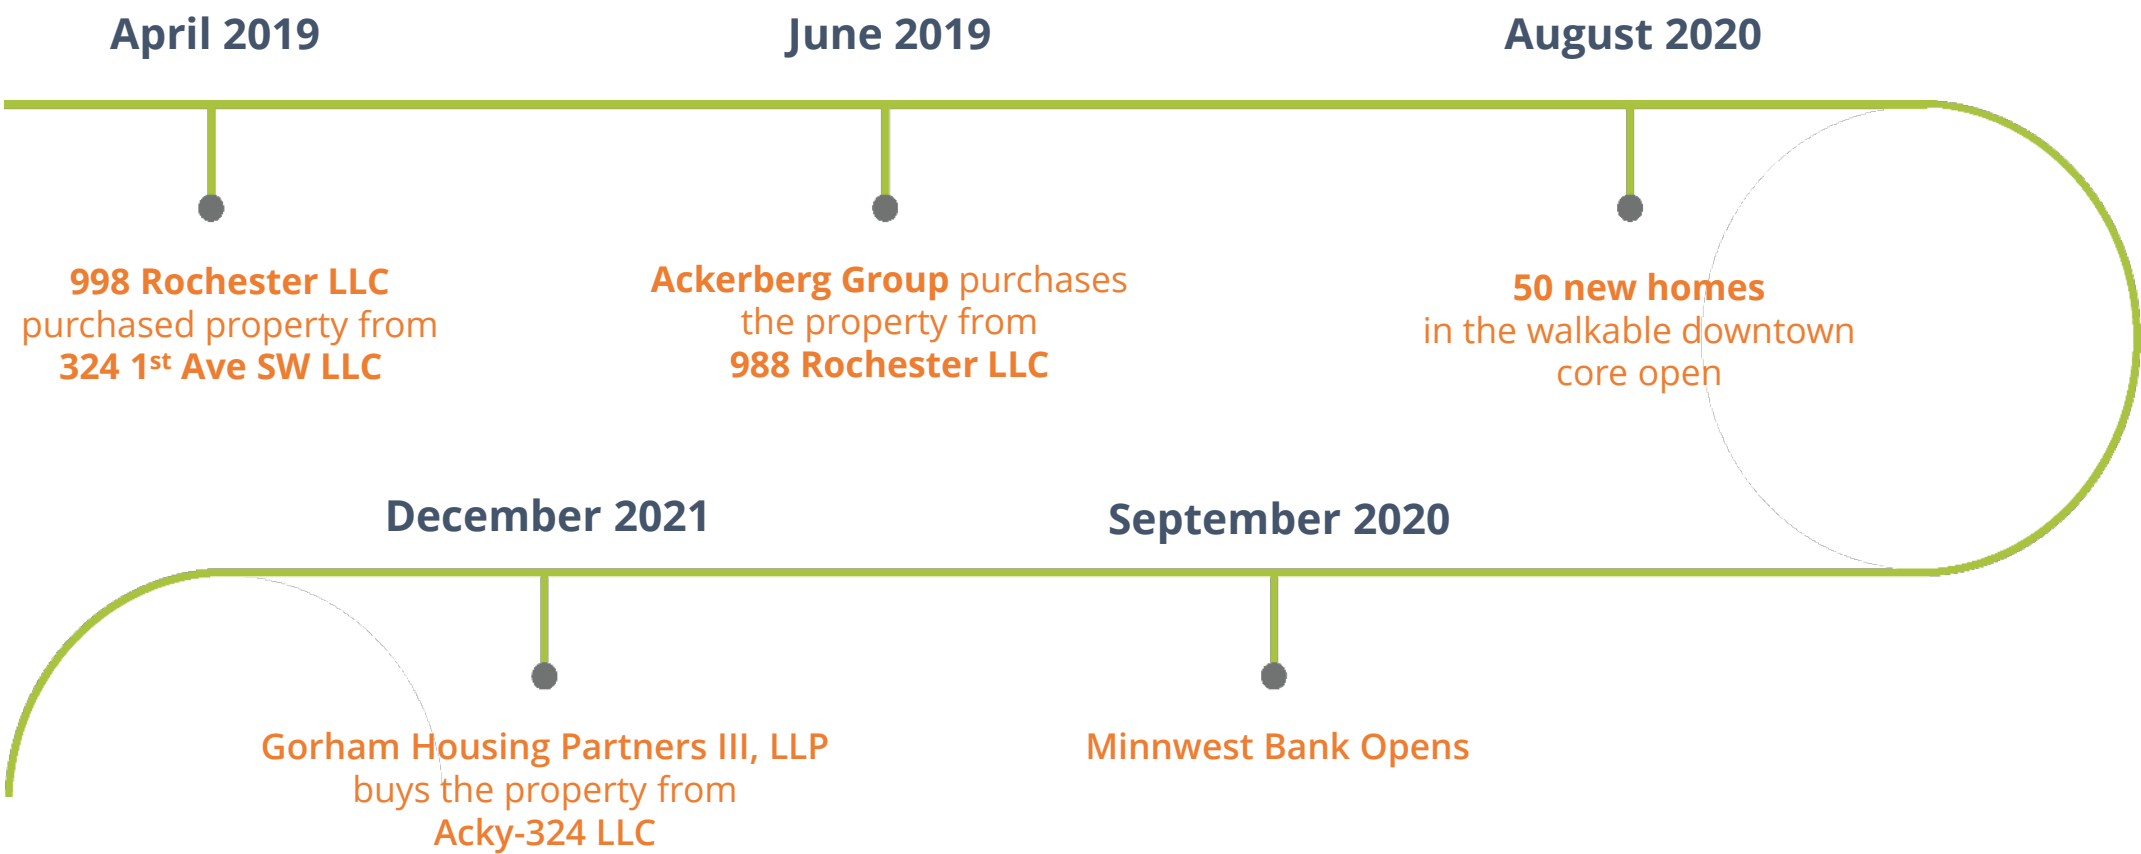 April 2019
998 Rochester LLC
purchased property from
324 1st Ave SW LLC
June 2019
Ackerberg Group purchases
the property from
988 Rochester LLC
August 2020
50 new homes
in the walkable downtown
core open
September 2020
Minnwest Bank Opens
December 2021
Gorham Housing Partners III, LLP
buys the property from
Acky-324 LLC